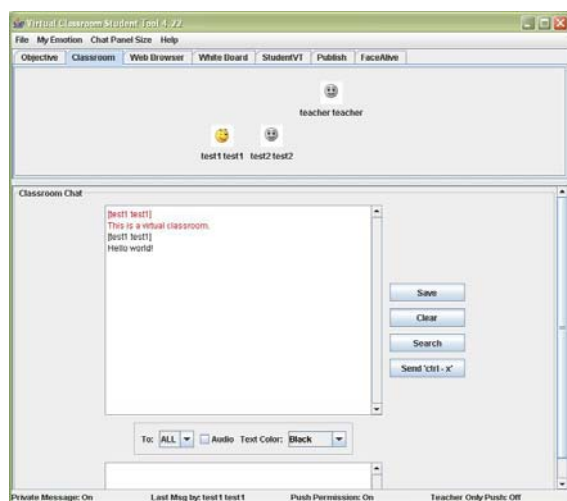 Virtual Classroom Student Tool 4.22
File My Emotion Chat Panel Size Help
Objective Classroom Web Browser White Board StudentVT Publish FaceAlive
teacher teacher
test1 test1 test2 test2
Classroom Chat
[test1 test1]
This is a virtual classroom.
[test1 test1]
Hello world!
Save
Clear
Search
Send 'ctrl - x'
To: ALL Audio Text Color: Black
Private Message: On Last Msg by: test1 test1 Push Permission: On Teacher Only Push: Off